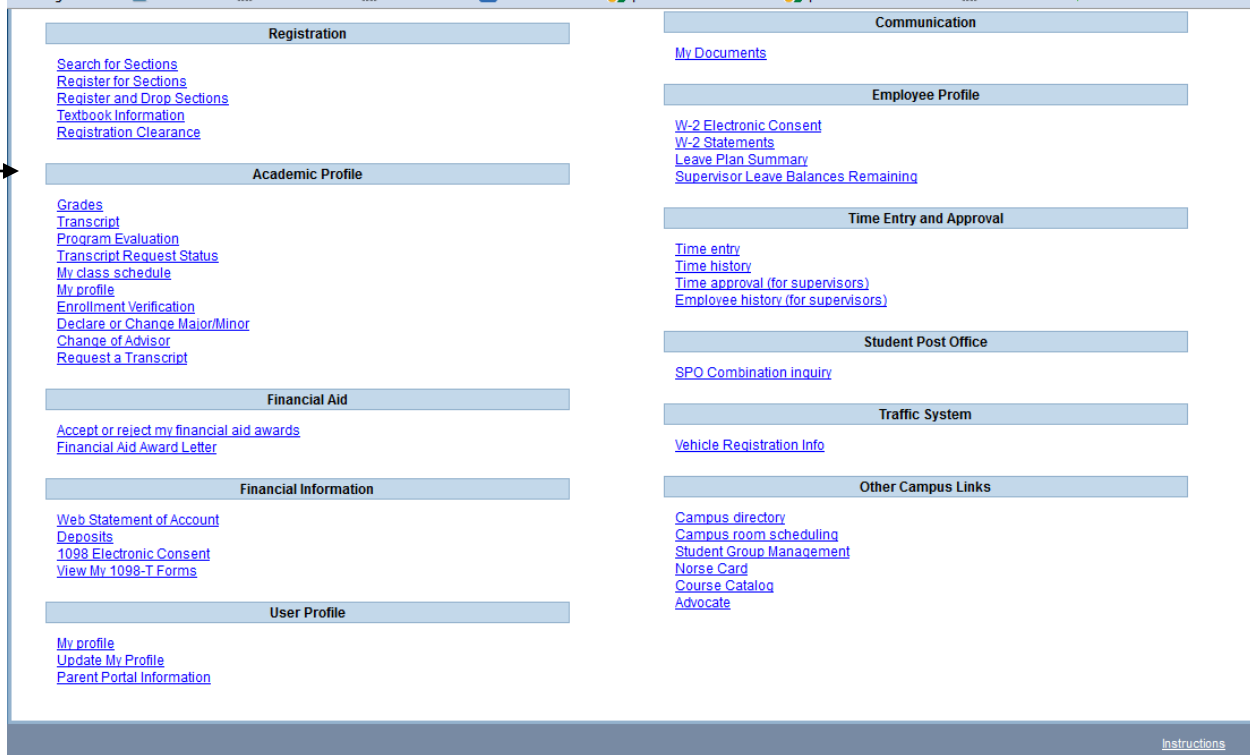 Registration
Search for Sections
Register for Sections
Register and Drop Sections
Textbook Information
Registration Clearance
Academic Profile
Grades
Transcript
Program Evaluation
Transcript Request Status
My class schedule
My profile
Enrollment Verification
Declare or Change Major/Minor
Change of Advisor
Request a Transcript
Financial Aid
Accept or reject my financial aid awards
Financial Aid Award Letter
Financial Information
Web Statement of Account
Deposits
1098 Electronic Consent
View My 1098-T Forms
User Profile
My profile
Update My Profile
Parent Portal Information
Communication
My Documents
Employee Profile
W-2 Electronic Consent
W-2 Statements
Leave Plan Summary
Supervisor Leave Balances Remaining
Time Entry and Approval
Time entry
Time history
Time approval (for supervisors)
Employee history (for supervisors)
Student Post Office
SPO Combination inquiry
Traffic System
Vehicle Registration Info
Other Campus Links
Campus directory
Campus room scheduling
Student Group Management
Norse Card
Course Catalog
Advocate
Instructions